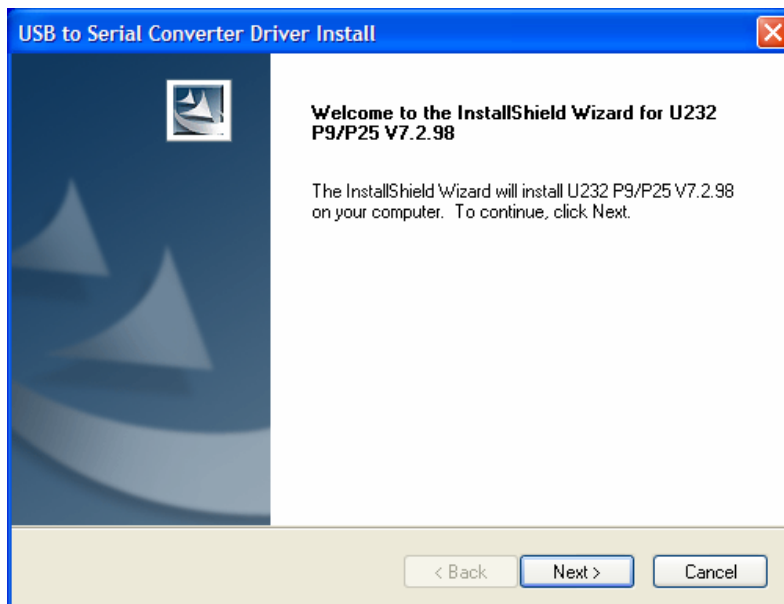 USB to Serial Converter Driver Install
Welcome to the InstallShield Wizard for U232
P9/P25 V7.2.98
The InstallShield Wizard will install U232 P9/P25 V7.2.98
on your computer.  To continue, click Next.
< Back
Next >
Cancel